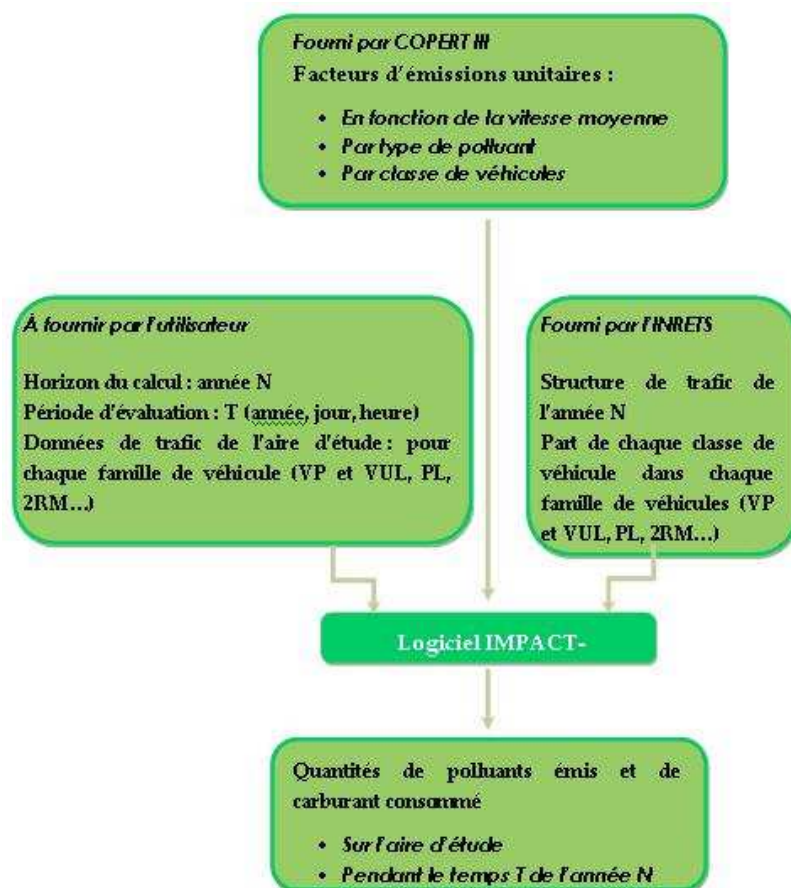 Fourni par COPERT III
Facteurs d'émissions unitaires :
• En fonction de la vitesse moyenne
• Par type de polluant
• Par classe de véhicules
À fournir par l'utilisateur
Horizon du calcul : année N
Période d'évaluation : T (année, jour, heure)
Données de trafic de l'aire d'étude : pour
chaque famille de véhicule (VP et VUL, PL,
2RM...)
Fourni par l'INRETS
Structure de trafic de
l'année N
Part de chaque classe de
véhicule dans chaque
famille de véhicules (VP
et VUL, PL, 2RM...)
Logiciel IMPACT-
Quantités de polluants émis et de
carburant consommé
• Sur l'aire d'étude
• Pendant le temps T de l'année N